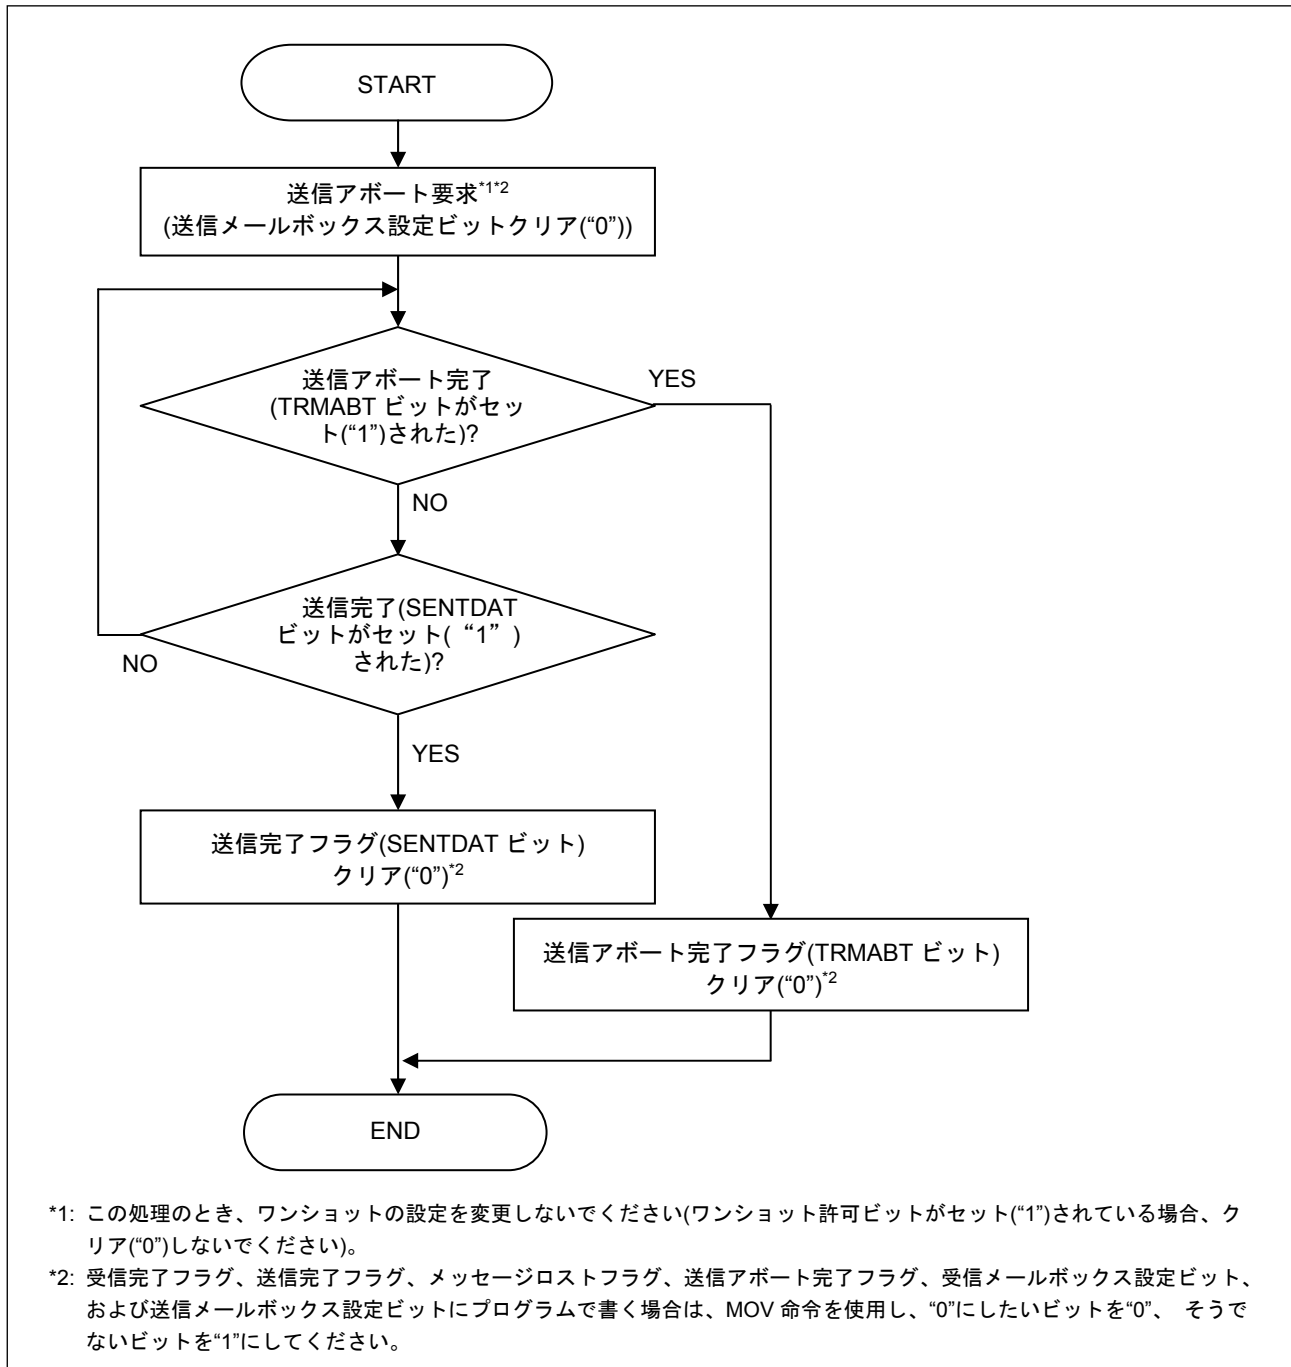 START
送信アボート要求*1*2
(送信メールボックス設定ビットクリア(“0”))
送信アボート完了
(TRMABT ビットがセッ
ト(“1”)された)?
YES
NO
送信完了(SENTDAT
ビットがセット( “1” )
された)?
NO
YES
送信完了フラグ(SENTDAT ビット)
クリア(“0”)*2
送信アボート完了フラグ(TRMABT ビット)
クリア(“0”)*2
END
*1: この処理のとき、ワンショットの設定を変更しないでください(ワンショット許可ビットがセット(“1”)されている場合、ク
リア(“0”)しないでください)。
*2: 受信完了フラグ、送信完了フラグ、メッセージロストフラグ、送信アボート完了フラグ、受信メールボックス設定ビット、
および送信メールボックス設定ビットにプログラムで書く場合は、MOV 命令を使用し、“0”にしたいビットを“0”、 そうで
ないビットを“1”にしてください。